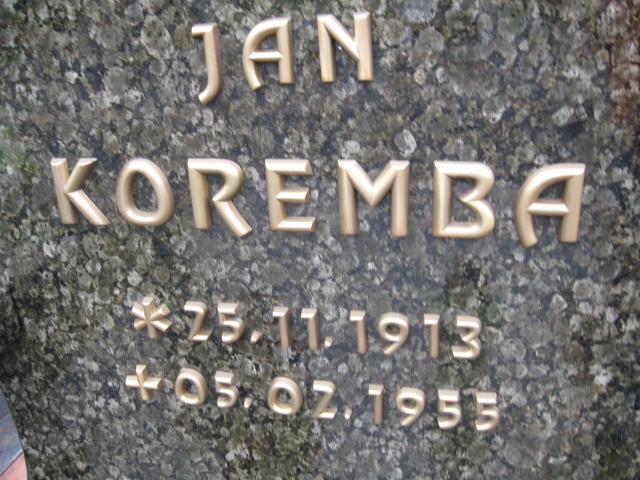 JAN
KOREMBA
* 25.11.1913
+ 05.02.1955